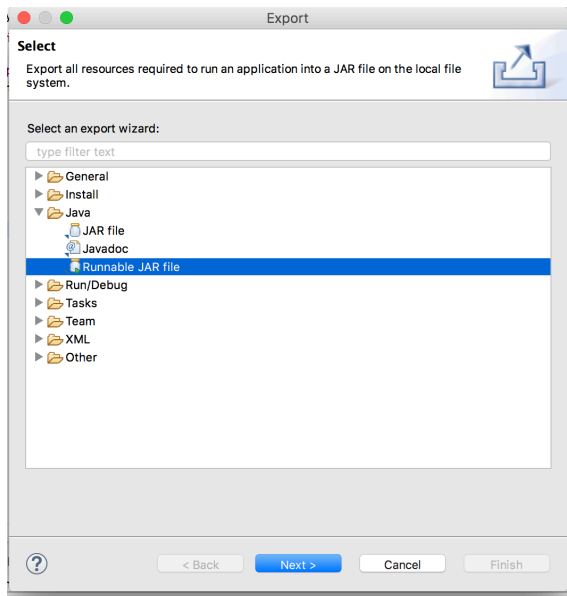 Export
Select
Export all resources required to run an application into a JAR file on the local file
system.
Select an export wizard:
type filter text
General
Install
Java
JAR file
Javadoc
Runnable JAR file
Run/Debug
Tasks
Team
XML
Other
?
< Back
Next >
Cancel
Finish